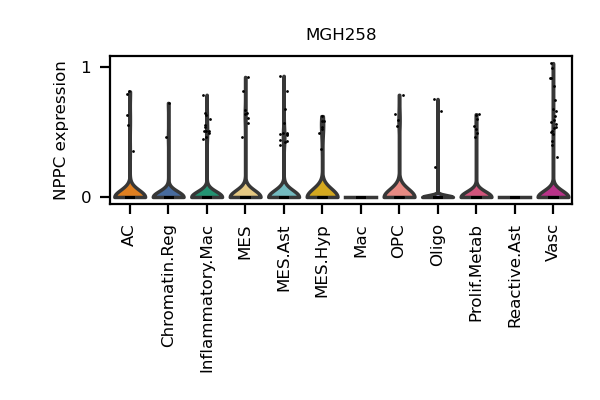 MGH258
NPPC expression
1
0
AC
Chromatin.Reg
Inflammatory.Mac
MES
MES.Ast
MES.Hyp
Mac
OPC
Oligo
Prolif.Metab
Reactive.Ast
Vasc